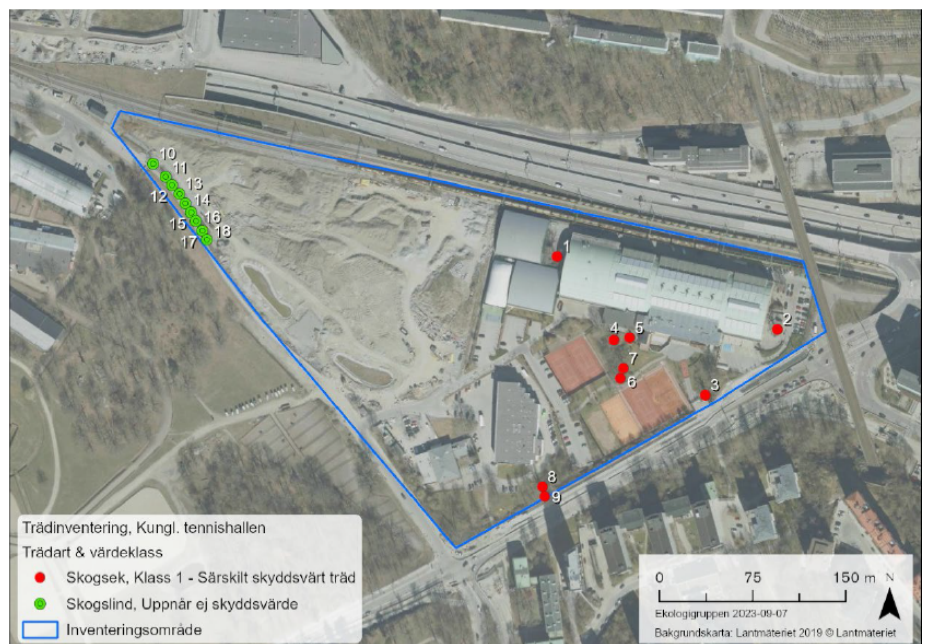 10
11
13
12
14
16
15
18
17
1
2
4
5
7
6
3
8
9
Trädinventering, Kungl. tennishallen
Trädart & värdeklass
Skogsek, Klass 1 - Särskilt skyddsvärt träd
Skogslind, Uppnår ej skyddsvärde
Inventeringsområde
0 75 150 m N
Ekologigruppen 2023-09-07
Bakgrundskarta: Lantmäteriet 2019 © Lantmäteriet